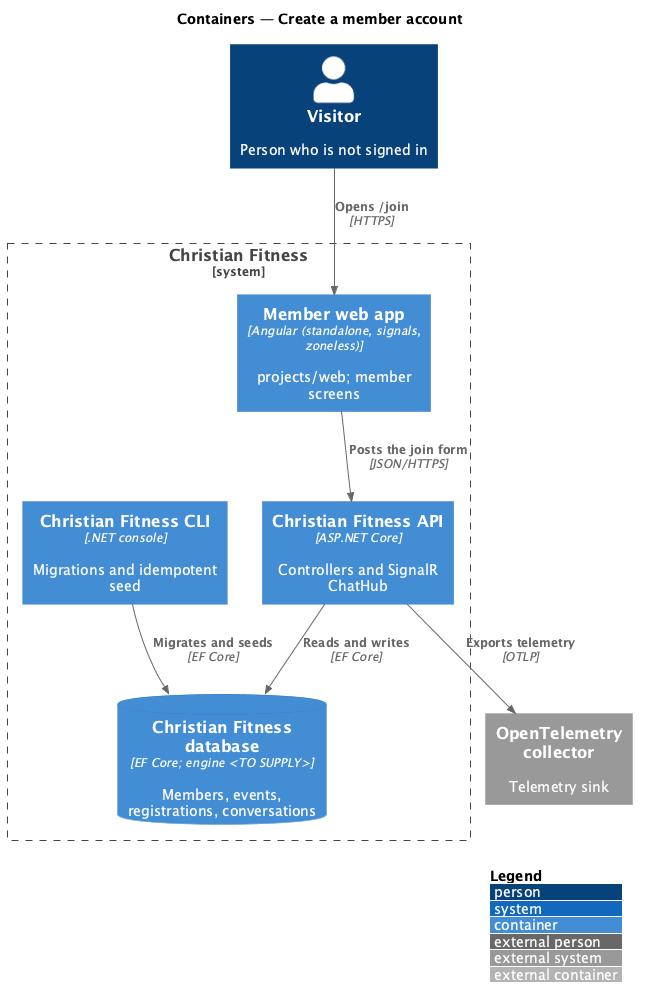 Containers — Create a member account
Visitor
Person who is not signed in
Opens /join
[HTTPS]
Christian Fitness
[system]
Member web app
[Angular (standalone, signals,
zoneless)]
projects/web; member
screens
Posts the join form
[JSON/HTTPS]
Christian Fitness CLI
[.NET console]
Migrations and idempotent
seed
Christian Fitness API
[ASP.NET Core]
Controllers and SignalR
ChatHub
Migrates and seeds
[EF Core]
Reads and writes
[EF Core]
Exports telemetry
[OTLP]
Christian Fitness
database
[EF Core; engine <TO SUPPLY>]
Members, events,
registrations, conversations
OpenTelemetry
collector
Telemetry sink
Legend
person
system
container
external person
external system
external container